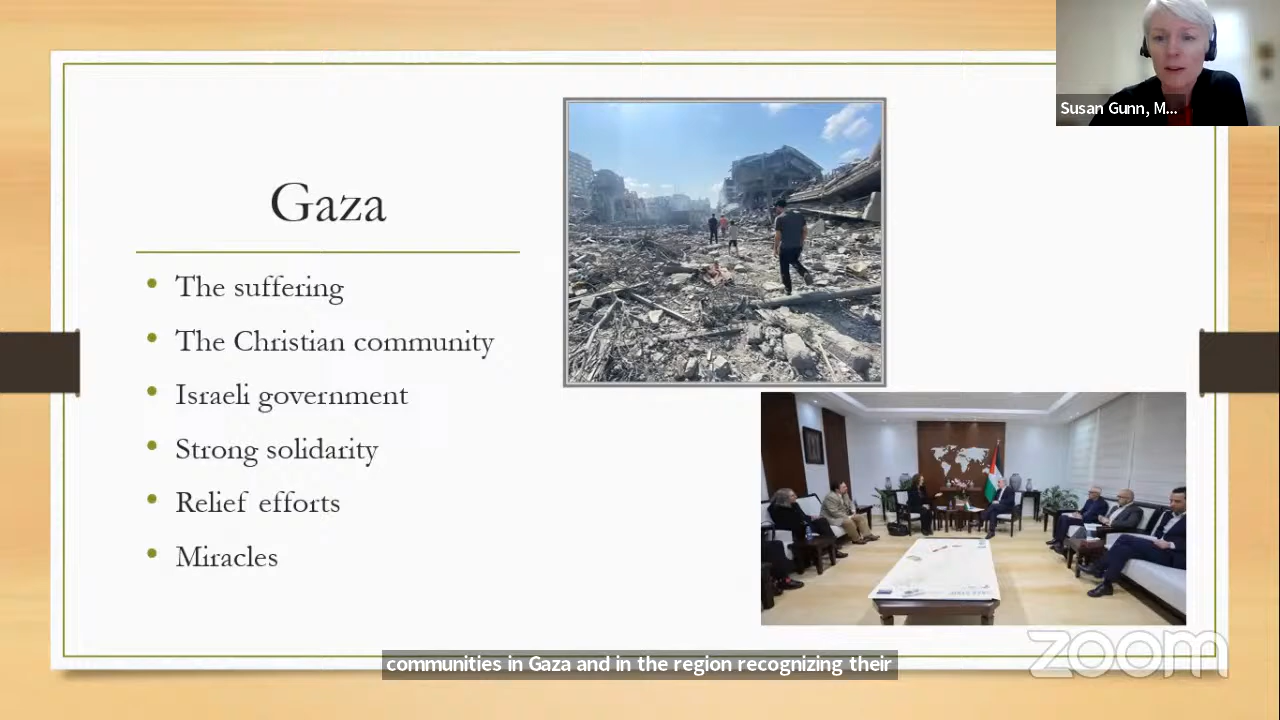 Susan Gunn, M...
Gaza
• The suffering
• The Christian community
• Israeli government
• Strong solidarity
• Relief efforts
• Miracles
zoom
communities in Gaza and in the region recognizing their